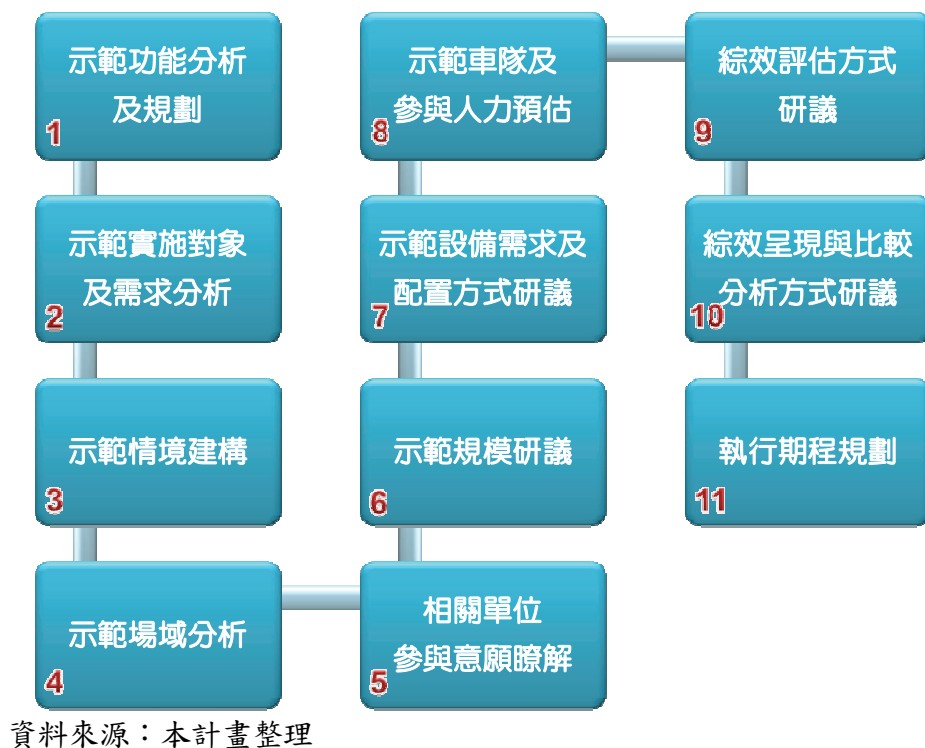 示範功能分析
及規劃
1
示範實施對象
及需求分析
2
示範情境建構
3
示範場域分析
4
相關單位
參與意願瞭解
5
示範規模研議
6
示範設備需求及
配置方式研議
7
示範車隊及
參與人力預估
8
綜效評估方式
研議
9
綜效呈現與比較
分析方式研議
10
執行期程規劃
11
資料來源：本計畫整理